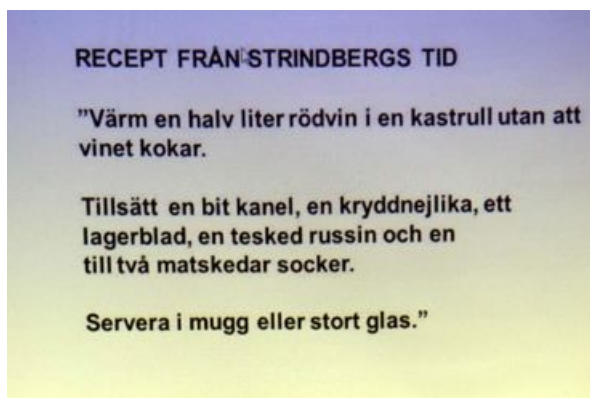 RECEPT FRÅN STRINDBERGS TID
”Värm en halv liter rödvin i en kastrull utan att
vinet kokar.
Tillsätt en bit kanel, en kryddnejlika, ett
lagerblad, en tesked russin och en
till två matskedar socker.
Servera i mugg eller stort glas.”